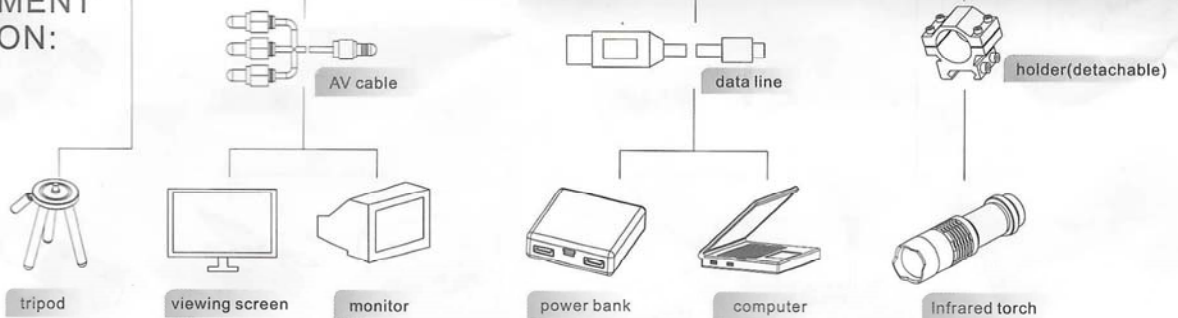 MENT
ON:
AV cable
data line
holder(detachable)
tripod
viewing screen
monitor
power bank
computer
Infrared torch